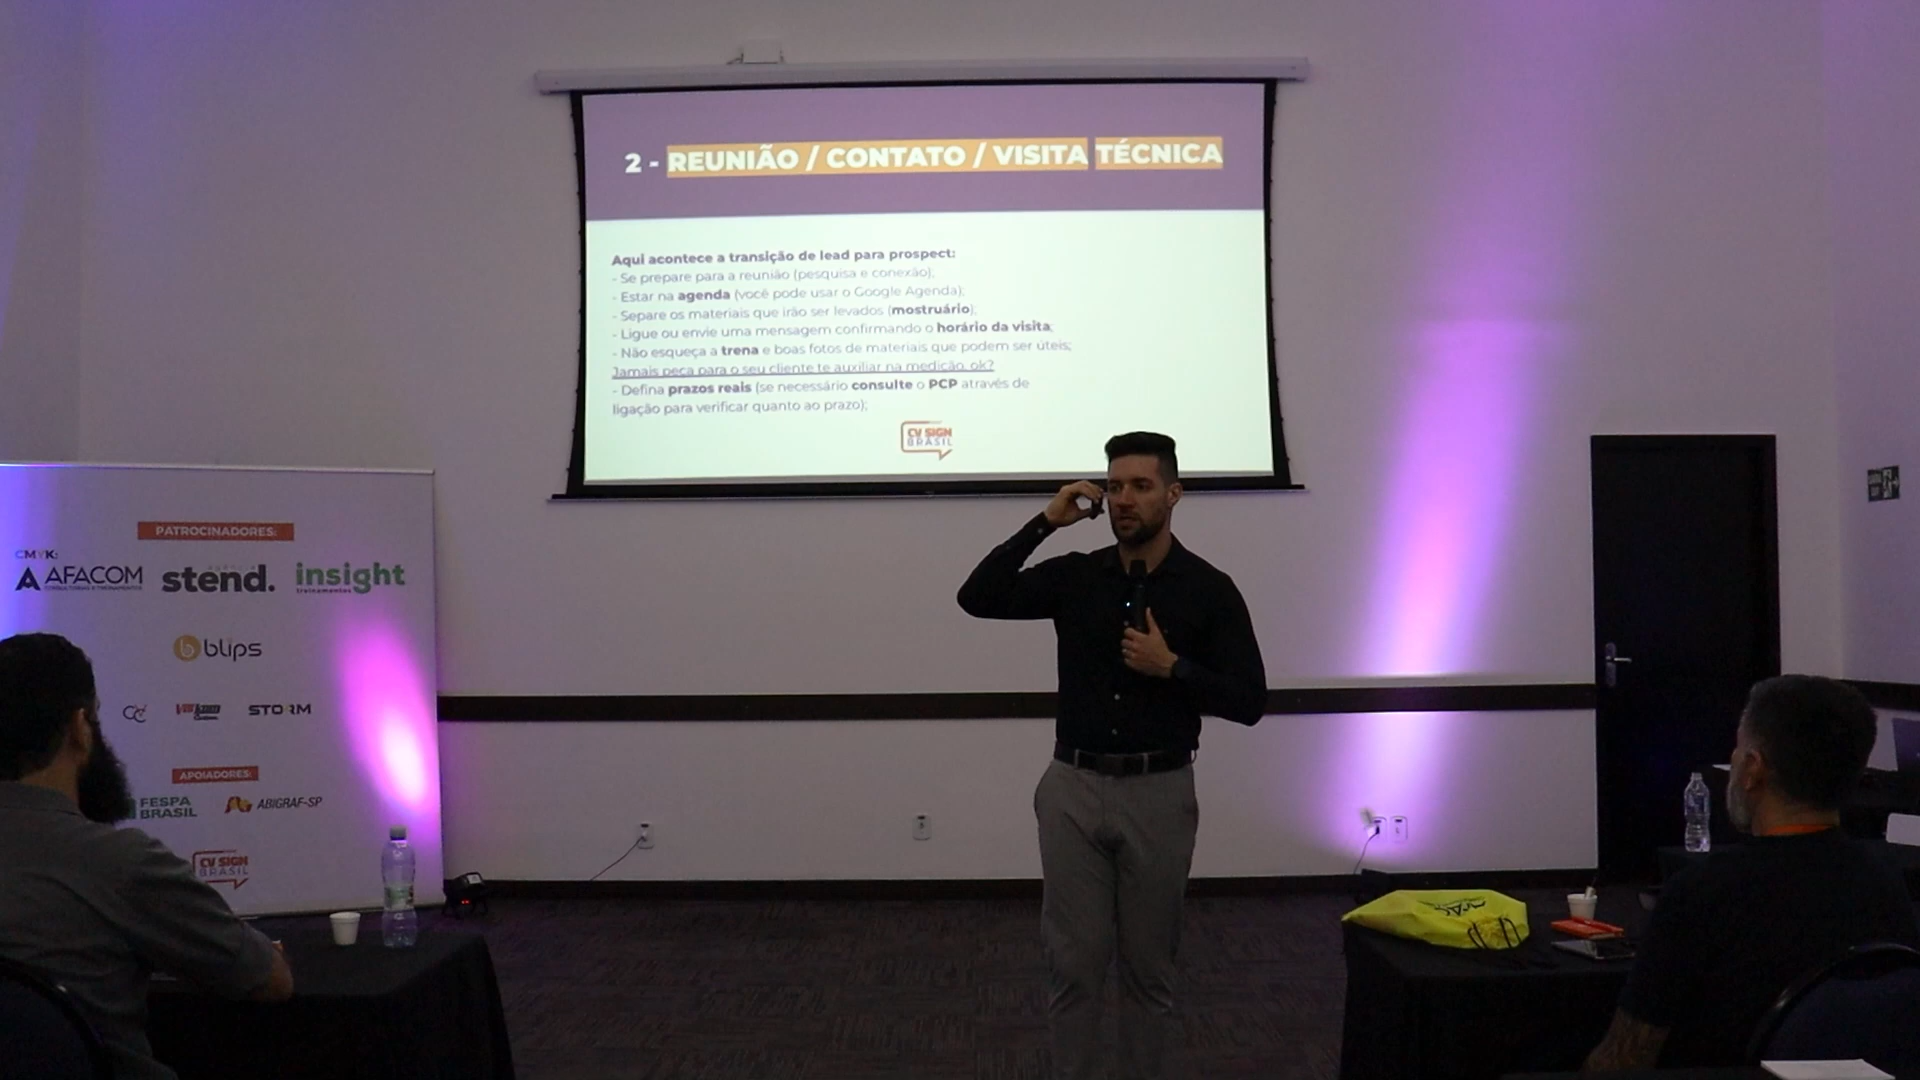 2 - REUNIÃO / CONTATO / VISITA TÉCNICA
Aqui acontece a transição de lead para prospect:
- Se prepare para a reunião (pesquisa e conexão);
- Estar na agenda (você pode usar o Google Agenda);
- Separe os materiais que irão ser levados (mostruário);
- Ligue ou envie uma mensagem confirmando o horário da visita;
- Não esqueça a trena e boas fotos de materiais que podem ser úteis;
Jamais peça para o seu cliente te auxiliar na medição, ok?
- Defina prazos reais (se necessário consulte o PCP através de
ligação para verificar quanto ao prazo);
CV SIGN
BRASIL
PATROCINADORES:
CMYK:
AFACOM
stend.
insight
treinamentos
blips
STORM
APOIADORES:
FESPA
BRASIL
ABIGRAF-SP
CV SIGN
BRASIL